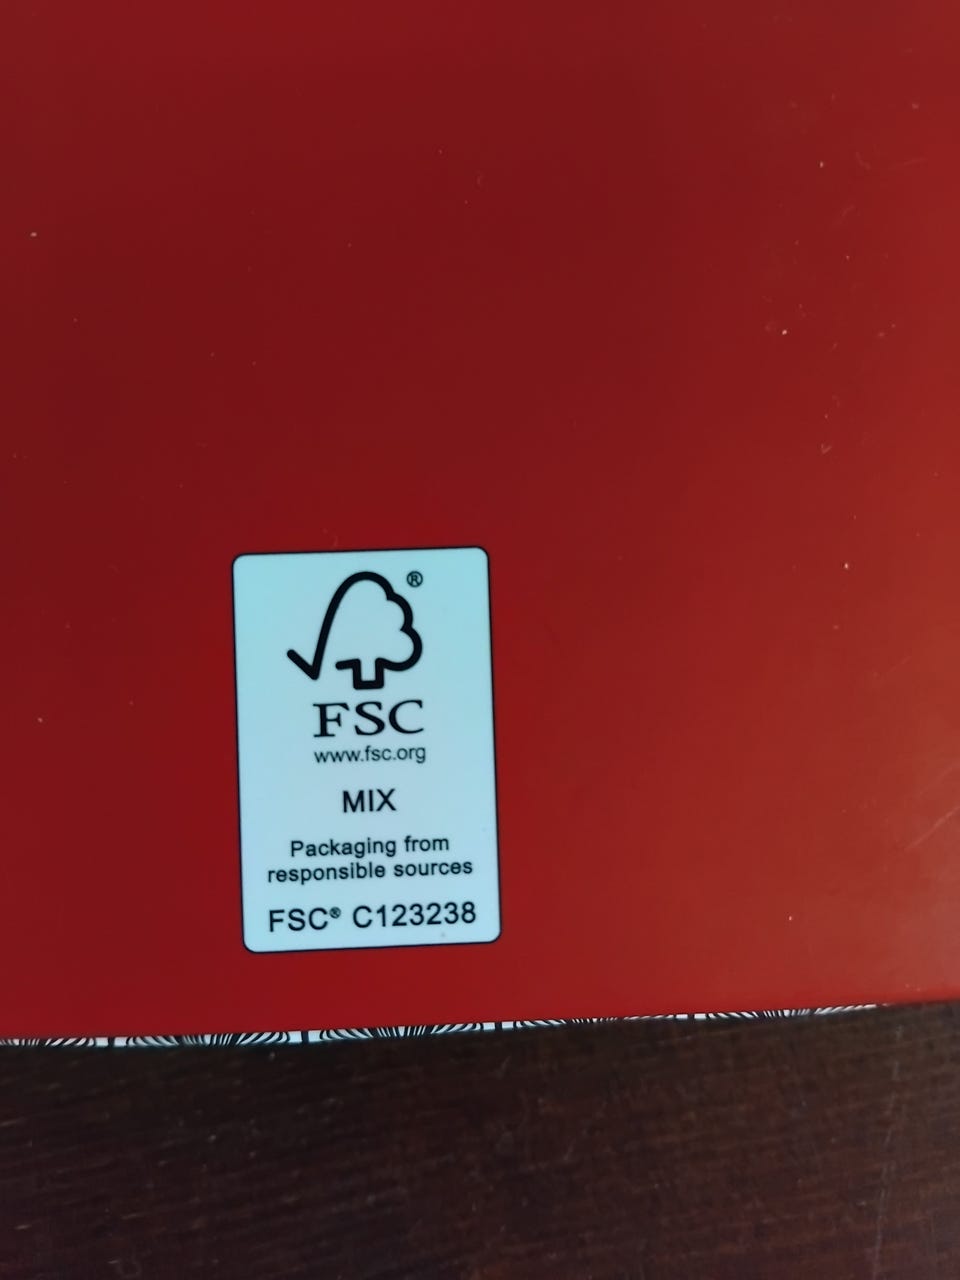 ®
FSC
www.fsc.org
MIX
Packaging from
responsible sources
FSC® C123238